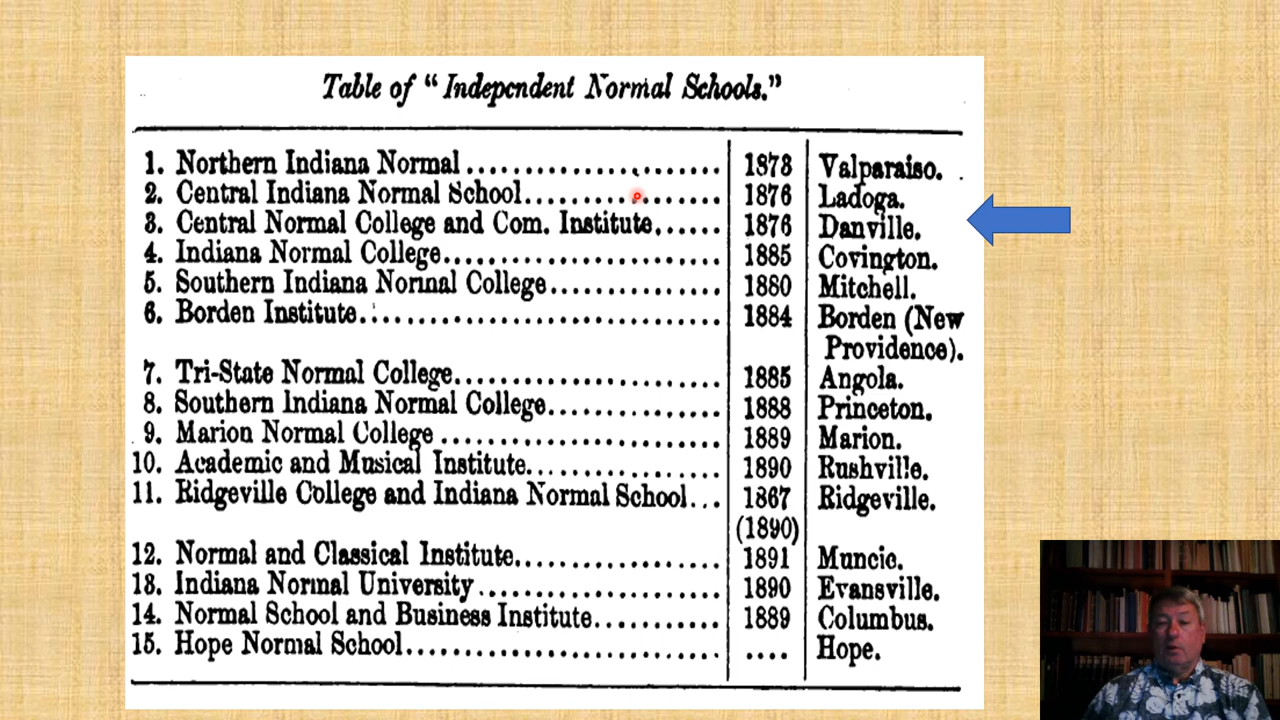 Table of “Independent Normal Schools.”
1. Northern Indiana Normal.......................... 1873 Valparaiso.
2. Central Indiana Normal School.................... 1876 Ladoga.
3. Central Normal College and Com. Institute...... 1876 Danville.
4. Indiana Normal College........................... 1885 Covington.
5. Southern Indiana Normal College................ 1880 Mitchell.
6. Borden Institute................................... 1884 Borden (New
Providence).
7. Tri-State Normal College.......................... 1885 Angola.
8. Southern Indiana Normal College................ 1888 Princeton.
9. Marion Normal College ........................... 1889 Marion.
10. Academic and Musical Institute.................. 1890 Rushville.
11. Ridgeville College and Indiana Normal School... 1867 Ridgeville.
(1890)
12. Normal and Classical Institute................... 1891 Muncie.
13. Indiana Normal University....................... 1890 Evansville.
14. Normal School and Business Institute........... 1889 Columbus.
15. Hope Normal School.............................. .... Hope.